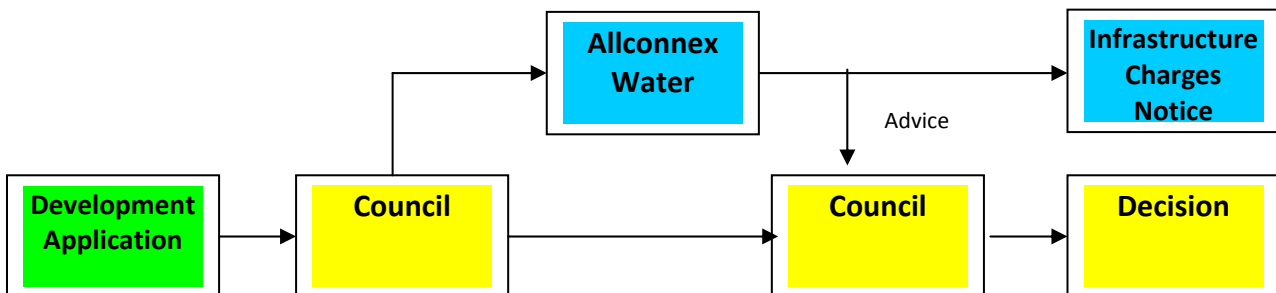 Allconnex
Water
Infrastructure
Charges
Notice
Advice
Development
Application
Council
Council
Decision